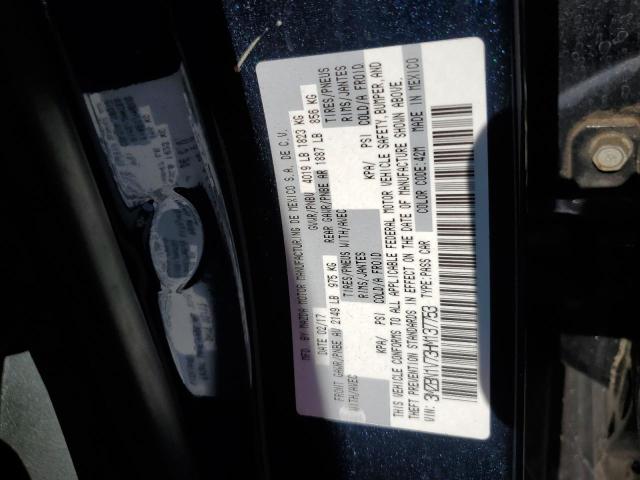 MFD. BY MAZDA MOTOR MANUFACTURING DE MEXICO S.A. DE C.V.
DATE 02/17 GVWR/PNBV 4019 LB 1823 KG
FRONT GAWR/PNBE AV 2149 LB 975 KG REAR GAWR/PNBE AR 1887 LB 856 KG
WITH/AVEC TIRES/PNEUS WITH/AVEC TIRES/PNEUS
RIMS/JANTES RIMS/JANTES
KPA/ PSI COLD/A FROID KPA/ PSI COLD/A FROID
THIS VEHICLE CONFORMS TO ALL APPLICABLE FEDERAL MOTOR VEHICLE SAFETY, BUMPER, AND
THEFT PREVENTION STANDARDS IN EFFECT ON THE DATE OF MANUFACTURE SHOWN ABOVE.
VIN: 3MZBN1V73HM137753 TYPE: PASS CAR COLOR CODE: 42M MADE IN MEXICO